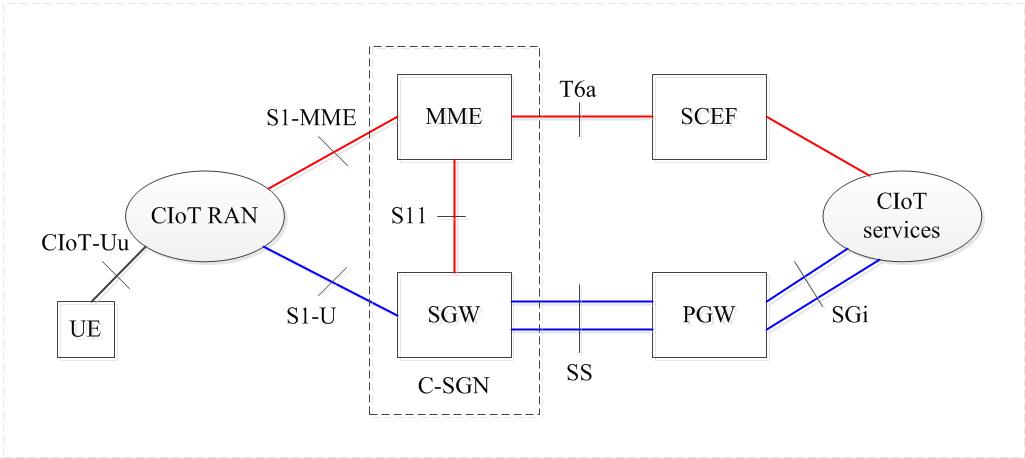 T6a
MME
SCEF
S1-MME
CIoT RAN
S11
CIoT
services
CIoT-Uu
UE
S1-U
SGW
PGW
SGi
SS
C-SGN